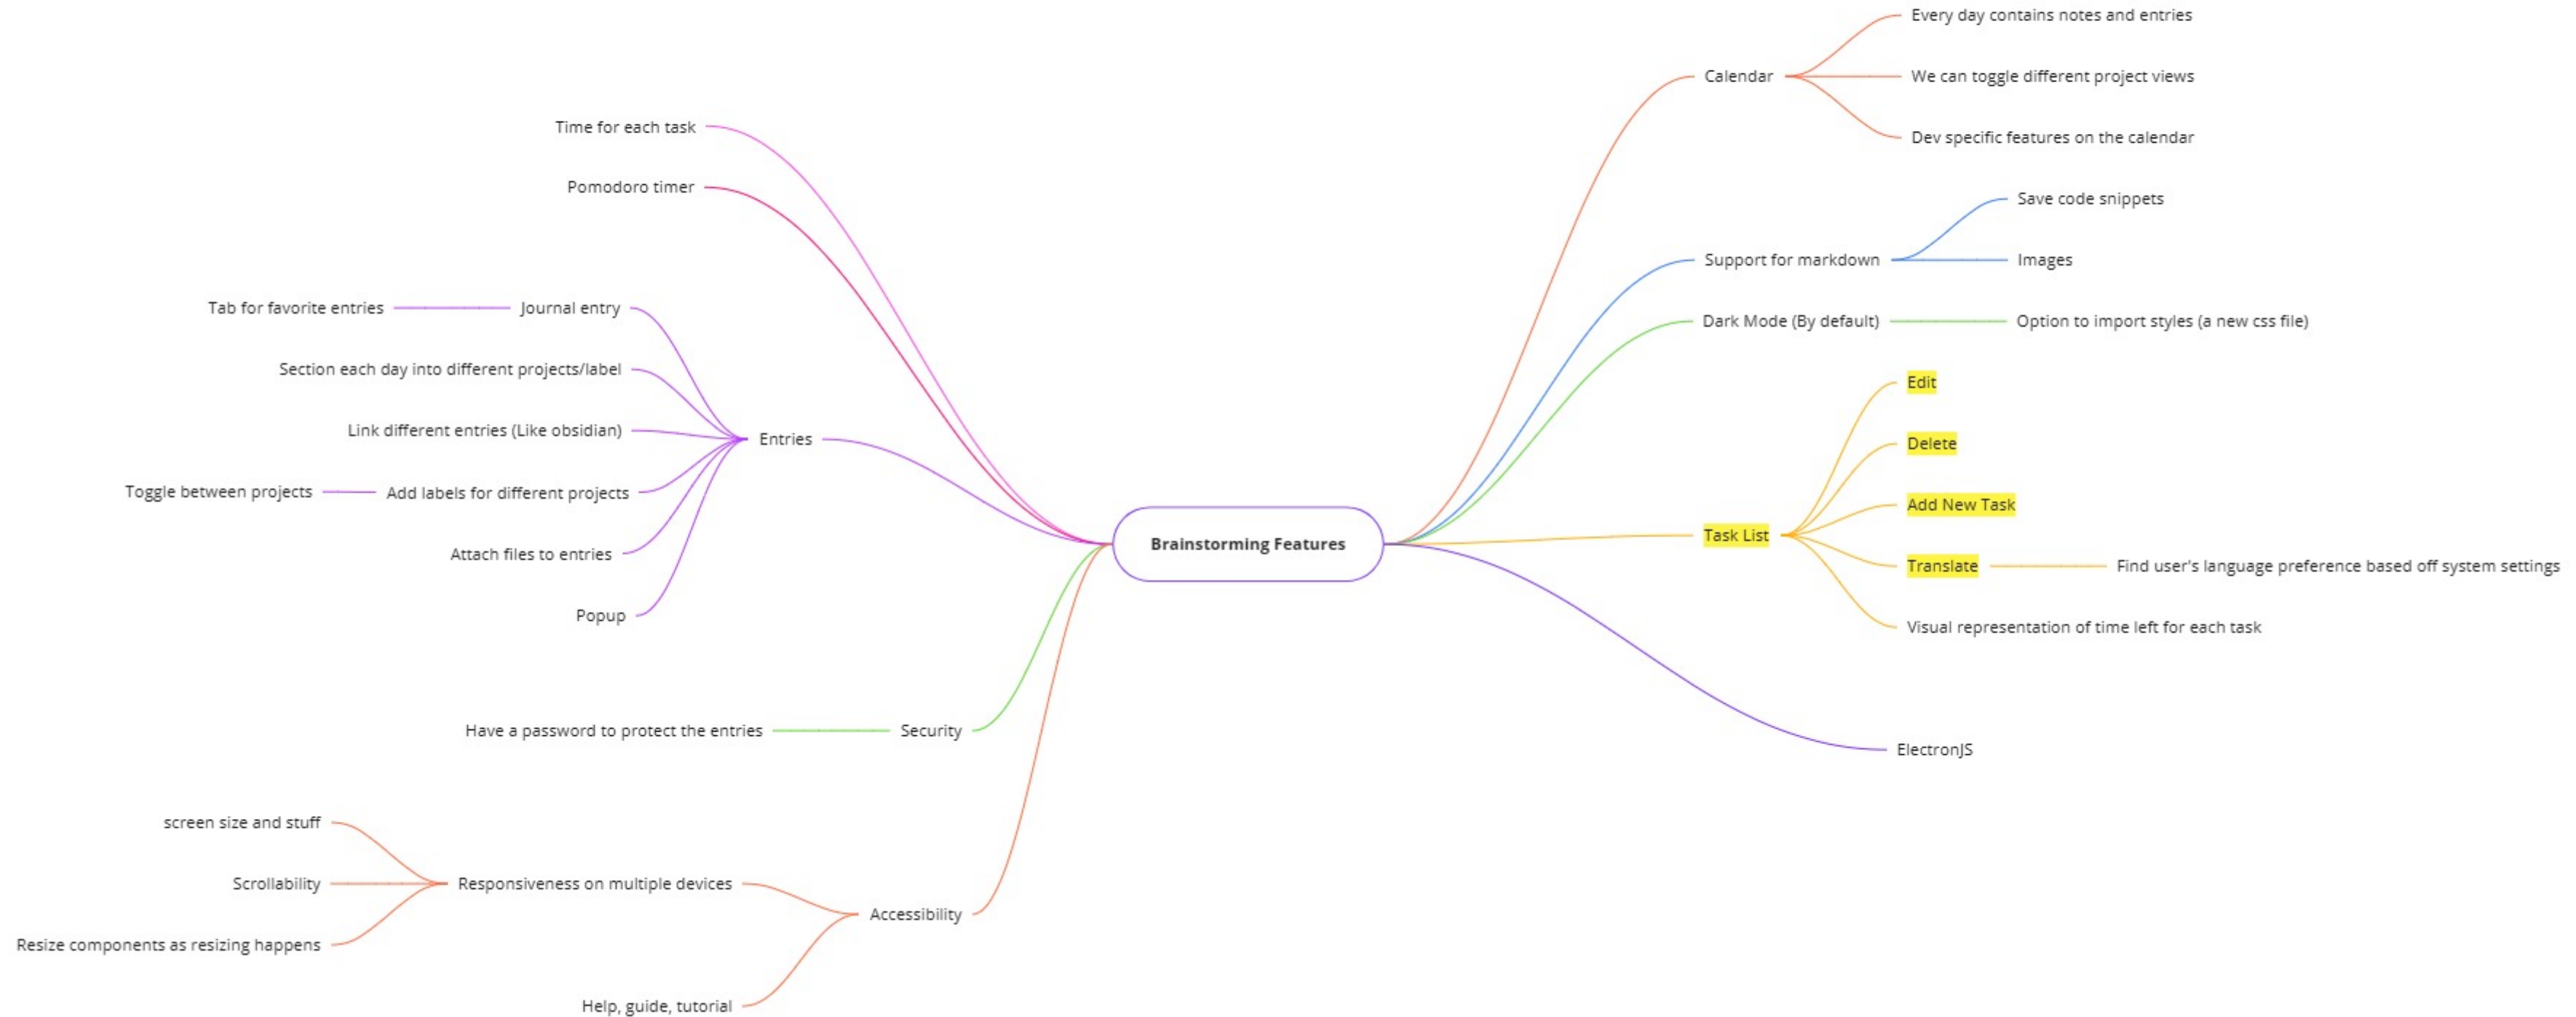 Brainstorming Features
Time for each task
Pomodoro timer
Entries
Journal entry
Tab for favorite entries
Section each day into different projects/label
Link different entries (Like obsidian)
Add labels for different projects
Toggle between projects
Attach files to entries
Popup
Security
Have a password to protect the entries
Accessibility
Responsiveness on multiple devices
screen size and stuff
Scrollability
Resize components as resizing happens
Help, guide, tutorial
Calendar
Every day contains notes and entries
We can toggle different project views
Dev specific features on the calendar
Support for markdown
Save code snippets
Images
Dark Mode (By default)
Option to import styles (a new css file)
Task List
Edit
Delete
Add New Task
Translate
Find user's language preference based off system settings
Visual representation of time left for each task
ElectronJS